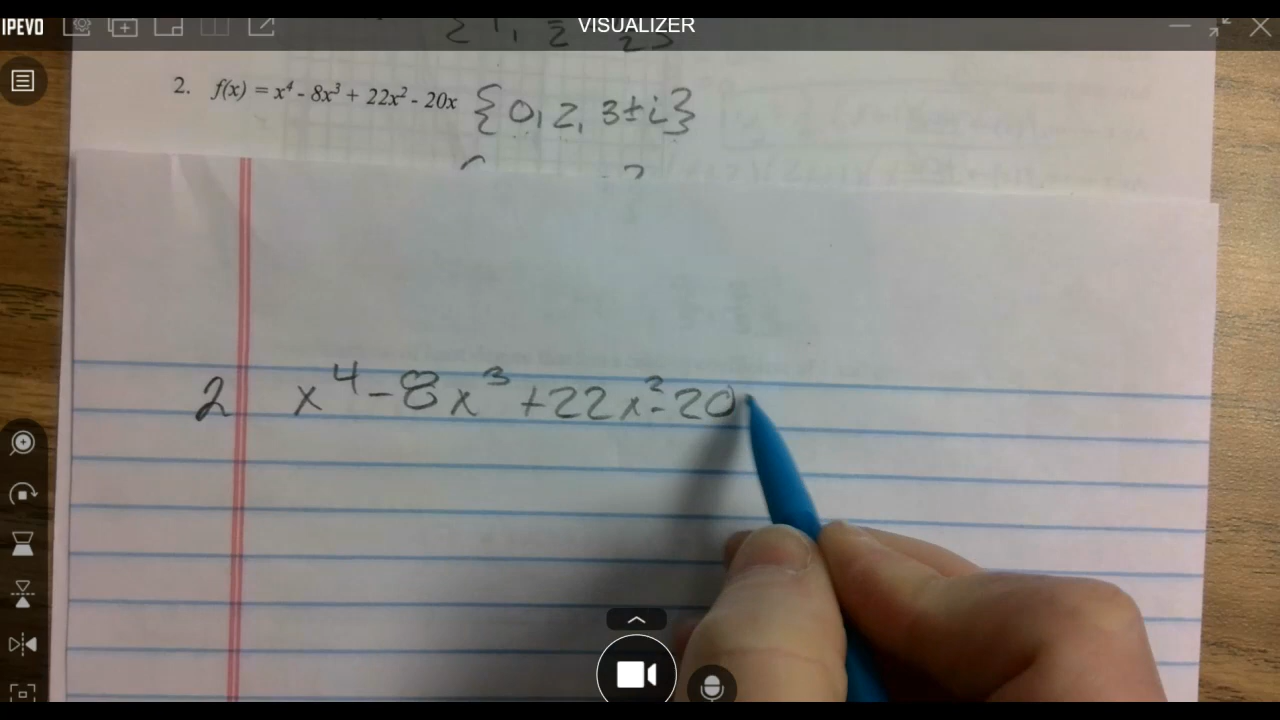 IPEVO
VISUALIZER
2. f(x) = x⁴ - 8x³ + 22x² - 20x {0, 2, 3±i}
2 x⁴-8x³+22x²-20